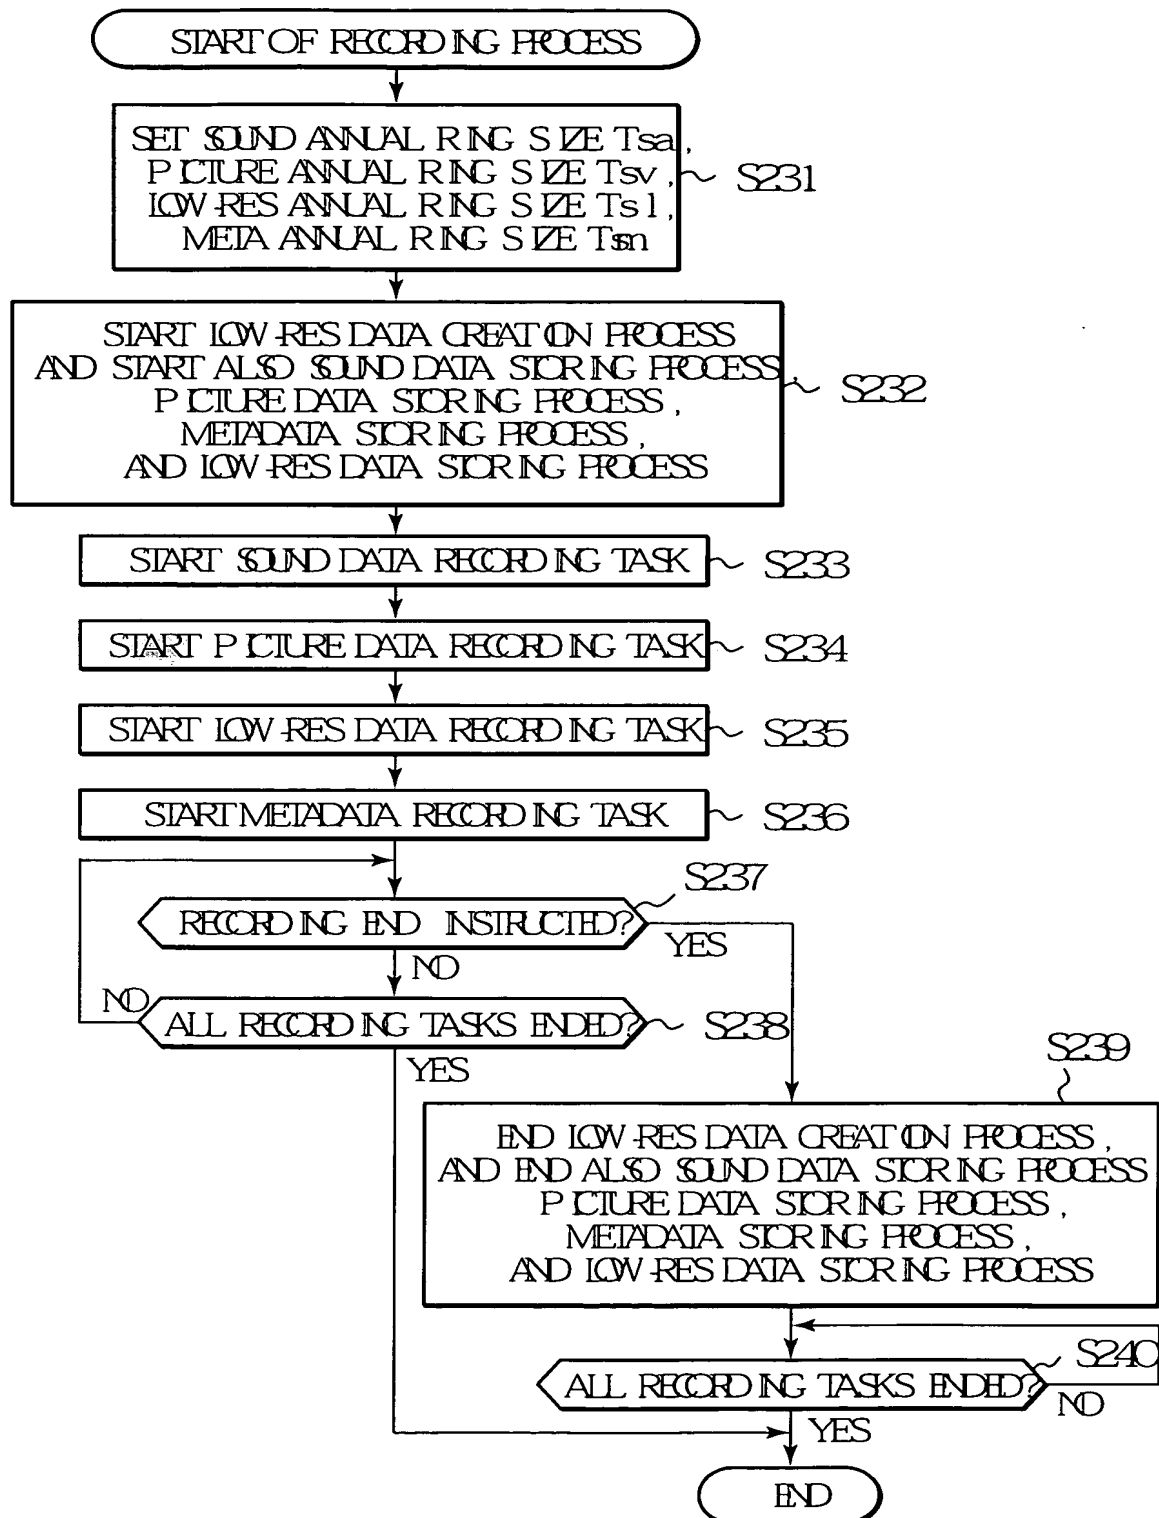 START OF RECORDING PROCESS
SET SOUND ANNUAL RING SIZE Tsa,
PICTURE ANNUAL RING SIZE Tsv,
LOW-RES ANNUAL RING SIZE Tsl,
META ANNUAL RING SIZE Tsm
S231
START LOW-RES DATA CREATION PROCESS
AND START ALSO SOUND DATA STORING PROCESS
PICTURE DATA STORING PROCESS,
METADATA STORING PROCESS,
AND LOW-RES DATA STORING PROCESS
S232
START SOUND DATA RECORDING TASK
S233
START PICTURE DATA RECORDING TASK
S234
START LOW-RES DATA RECORDING TASK
S235
START METADATA RECORDING TASK
S236
S237
RECORDING END INSTRUCTED?
YES
NO
NO
ALL RECORDING TASKS ENDED?
S238
YES
S239
END LOW-RES DATA CREATION PROCESS,
AND END ALSO SOUND DATA STORING PROCESS
PICTURE DATA STORING PROCESS,
METADATA STORING PROCESS,
AND LOW-RES DATA STORING PROCESS
S240
ALL RECORDING TASKS ENDED?
NO
YES
END